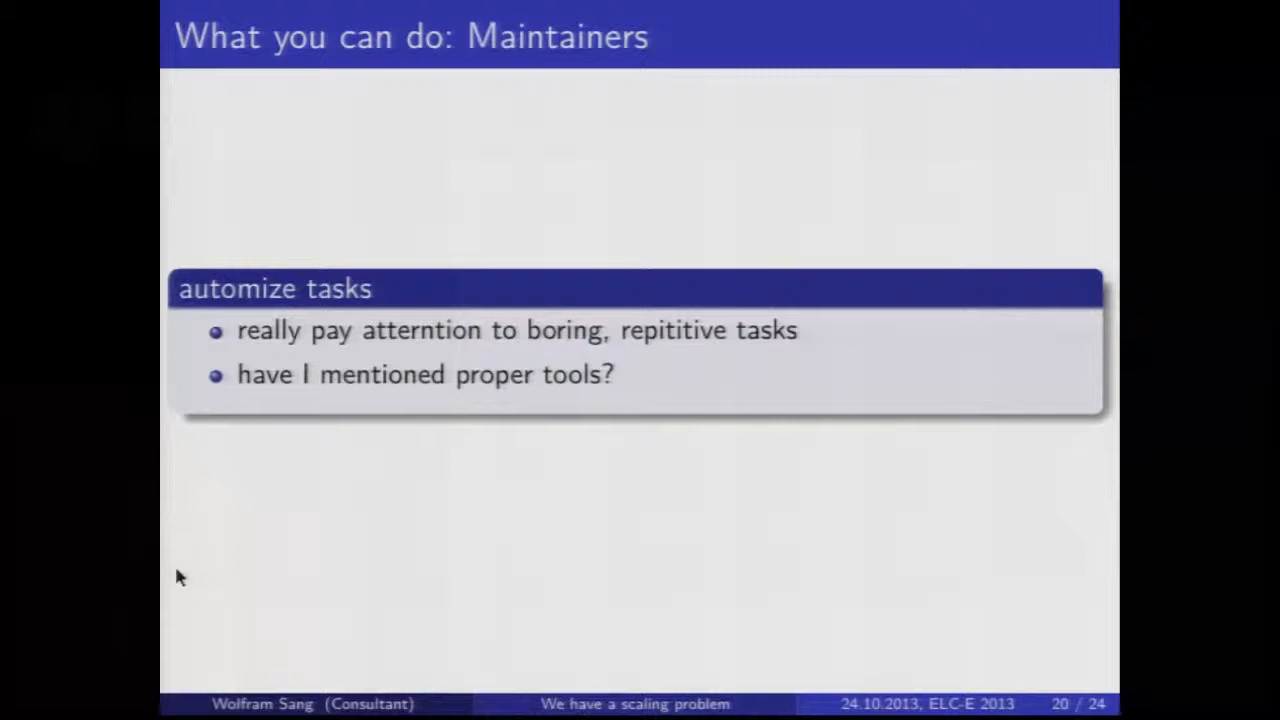 What you can do: Maintainers
automize tasks
really pay atterntion to boring, repititive tasks
have I mentioned proper tools?
Wolfram Sang (Consultant) We have a scaling problem 24.10.2013, ELC-E 2013 20 / 24